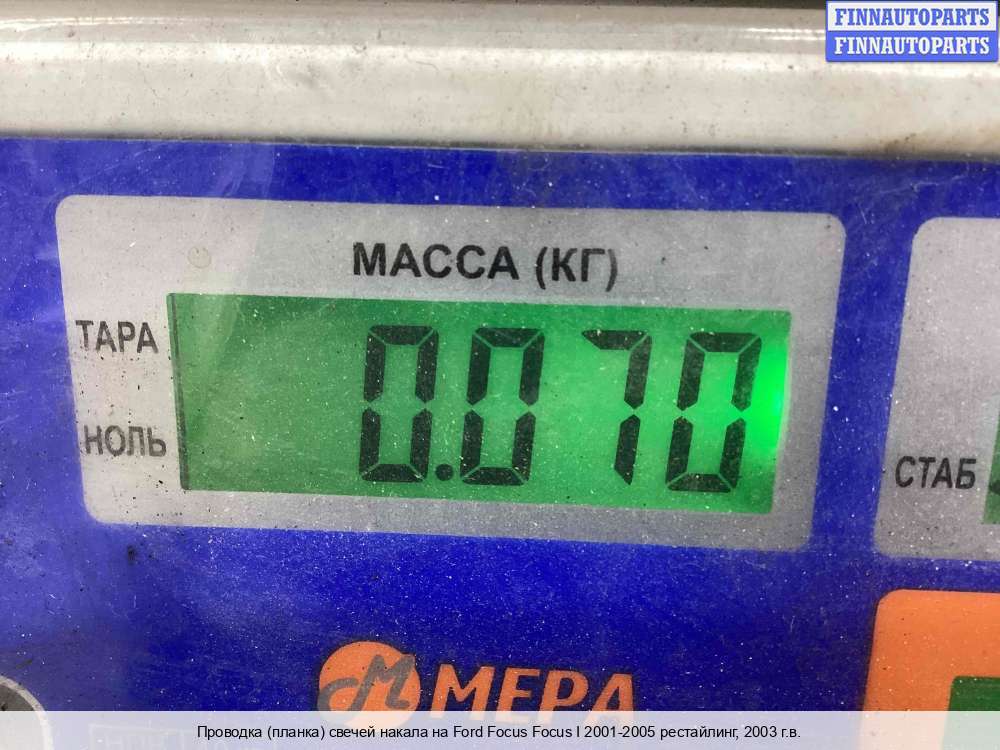 FINNAUTOPARTS
FINNAUTOPARTS
МАССА (КГ)
ТАРА
0.070
НОЛЬ
СТАБ
М МЕРА
Проводка (планка) свечей накала на Ford Focus Focus I 2001-2005 рестайлинг, 2003 г.в.